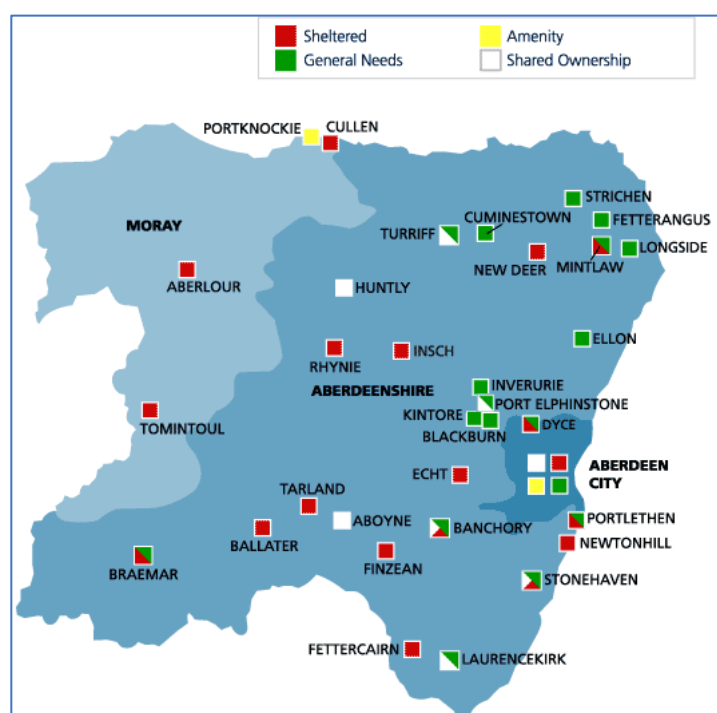 Sheltered
Amenity
General Needs
Shared Ownership
PORTKNOCKIE
CULLEN
STRICHEN
MORAY
CUMINESTOWN
FETTERANGUS
TURRIFF
LONGSIDE
NEW DEER
MINTLAW
ABERLOUR
HUNTLY
ELLON
RHYNIE
INSCH
ABERDEENSHIRE
INVERURIE
PORT ELPHINSTONE
KINTORE
DYCE
TOMINTOUL
BLACKBURN
ECHT
ABERDEEN
CITY
TARLAND
ABOYNE
BANCHORY
PORTLETHEN
BALLATER
NEWTONHILL
FINZEAN
BRAEMAR
STONEHAVEN
FETTERCAIRN
LAURENCEKIRK